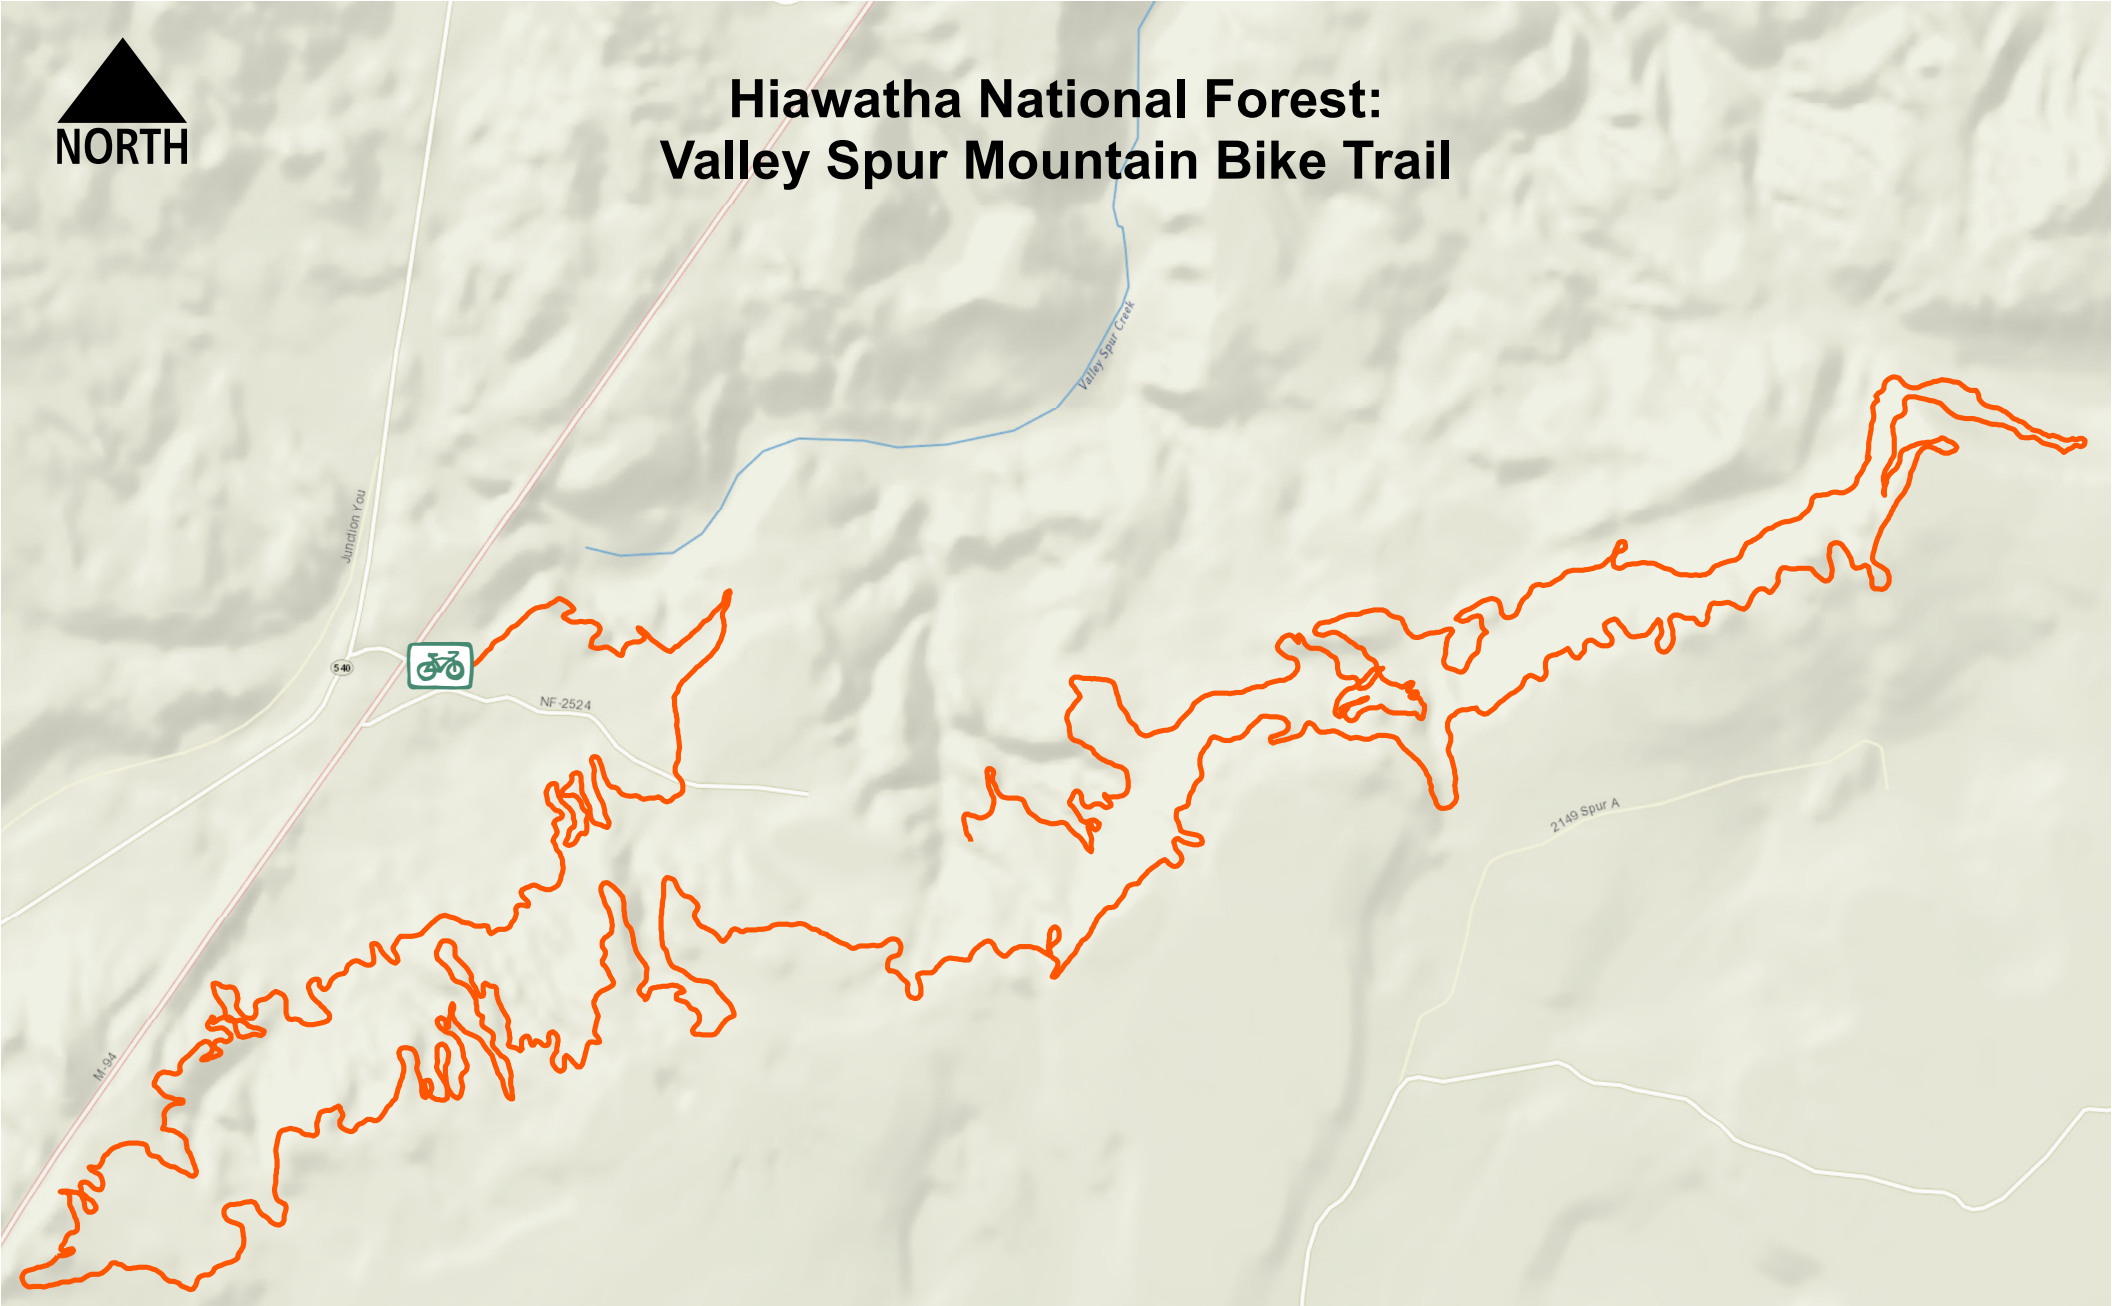 Hiawatha National Forest:
Valley Spur Mountain Bike Trail
NORTH
Valley Spur Creek
Junction You
540
NF-2524
2149 Spur A
M-94